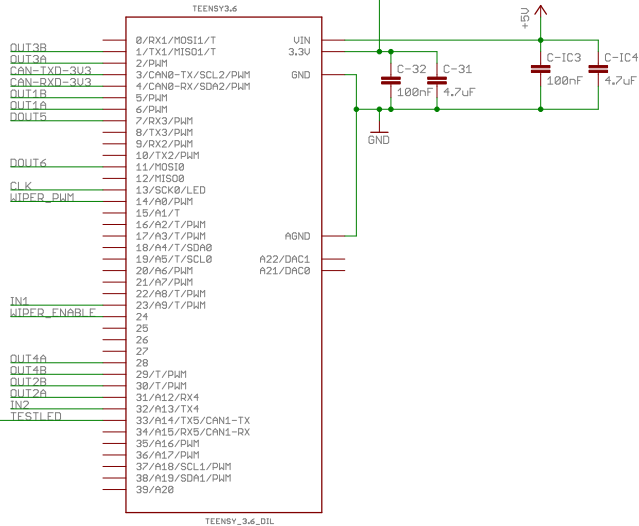 TEENSY3.6
+5V
0/RX1/MOSI1/T
VIN
OUT3B
1/TX1/MISO1/T
3.3V
C-IC3
C-IC4
OUT3A
2/PWM
CAN-TXD-3V3
3/CAN0-TX/SCL2/PWM
GND
C-32
C-31
100nF
4.7uF
CAN-RXD-3V3
4/CAN0-RX/SDA2/PWM
100nF
4.7uF
OUT1B
5/PWM
OUT1A
6/PWM
DOUT5
7/RX3/PWM
8/TX3/PWM
GND
9/RX2/PWM
10/TX2/PWM
DOUT6
11/MOSI0
12/MISO0
CLK
13/SCK0/LED
WIPER_PWM
14/A0/PWM
15/A1/T
16/A2/T/PWM
17/A3/T/PWM
AGND
18/A4/T/SDA0
19/A5/T/SCL0
A22/DAC1
20/A6/PWM
A21/DAC0
21/A7/PWM
22/A8/T/PWM
IN1
23/A9/T/PWM
WIPER_ENABLE
24
25
26
27
OUT4A
28
OUT4B
29/T/PWM
OUT2B
30/T/PWM
OUT2A
31/A12/RX4
IN2
32/A13/TX4
TESTLED
33/A14/TX5/CAN1-TX
34/A15/RX5/CAN1-RX
35/A16/PWM
36/A17/PWM
37/A18/SCL1/PWM
38/A19/SDA1/PWM
39/A20
TEENSY_3.6_DIL